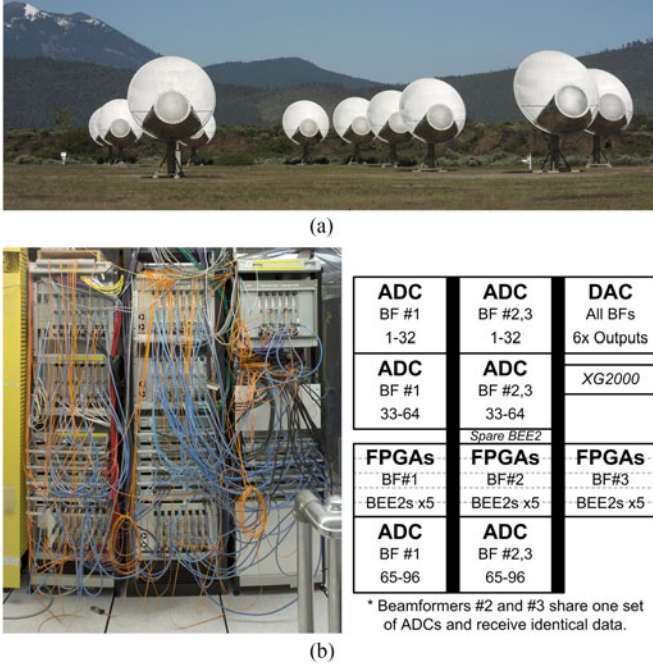 (a)
ADC
BF #1
1-32
ADC
BF #2,3
1-32
DAC
All BFs
6x Outputs
ADC
BF #1
33-64
ADC
BF #2,3
33-64
XG2000
Spare BEE2
FPGAs
BF#1
BEE2s x5
FPGAs
BF#2
BEE2s x5
FPGAs
BF#3
BEE2s x5
ADC
BF #1
65-96
ADC
BF #2,3
65-96
* Beamformers #2 and #3 share one set
of ADCs and receive identical data.
(b)